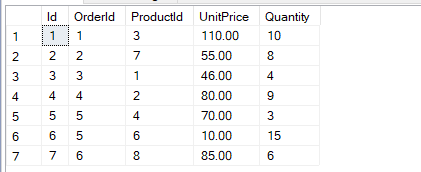 Id OrderId ProductId UnitPrice Quantity
1 1 1 3 110.00 10
2 2 2 7 55.00 8
3 3 3 1 46.00 4
4 4 4 2 80.00 9
5 5 5 4 70.00 3
6 6 5 6 10.00 15
7 7 6 8 85.00 6